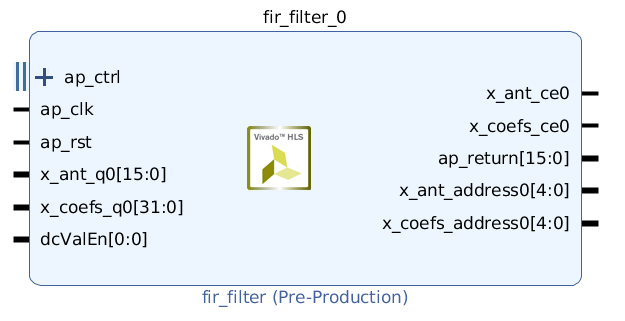 fir_filter_0
ap_ctrl
ap_clk
ap_rst
x_ant_q0[15:0]
x_coefs_q0[31:0]
dcValEn[0:0]
Vivado™ HLS
x_ant_ce0
x_coefs_ce0
ap_return[15:0]
x_ant_address0[4:0]
x_coefs_address0[4:0]
fir_filter (Pre-Production)